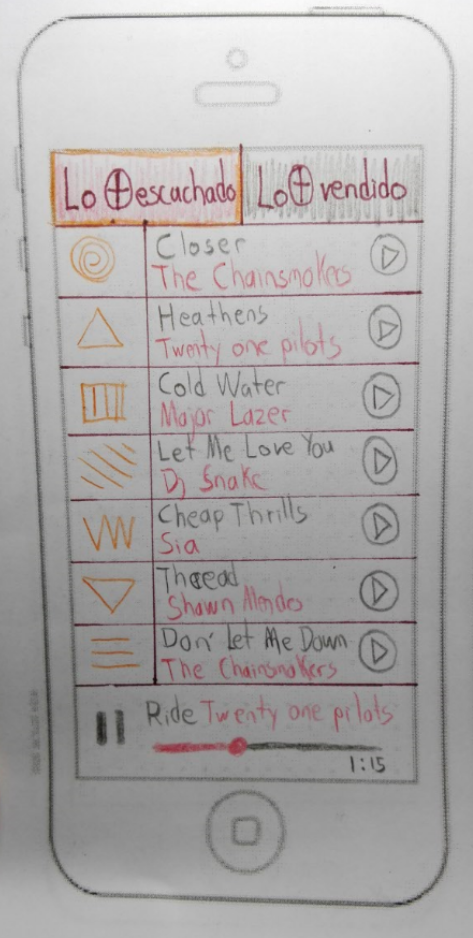 Lo + escachado
Lo + vendido
Closer
The Chainsmokers
Heathens
Twenty one pilots
Cold Water
Major Lazer
Let Me Love You
Dj Snake
Cheap Thrills
Sia
Thread
Shawn Mendes
Don' Let Me Down
The Chainsmokers
Ride Twenty one pilots
1:15